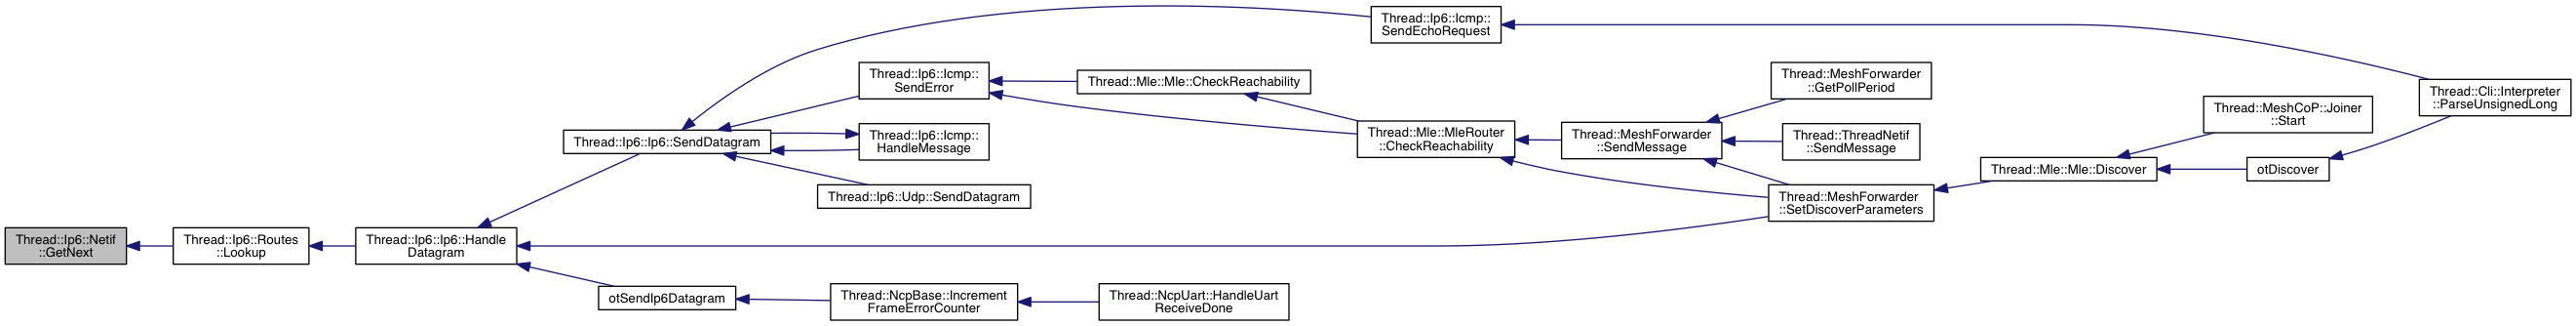 Thread::Ip6::Netif
::GetNext
Thread::Ip6::Routes
::Lookup
Thread::Ip6::Ip6::Handle
Datagram
Thread::Ip6::Ip6::SendDatagram
otSendIp6Datagram
Thread::Ip6::Icmp::
SendError
Thread::Ip6::Icmp::
HandleMessage
Thread::Ip6::Udp::SendDatagram
Thread::NcpBase::Increment
FrameErrorCounter
Thread::Mle::Mle::CheckReachability
Thread::NcpUart::HandleUart
ReceiveDone
Thread::Ip6::Icmp::
SendEchoRequest
Thread::Mle::MleRouter
::CheckReachability
Thread::MeshForwarder
::SendMessage
Thread::MeshForwarder
::GetPollPeriod
Thread::ThreadNetif
::SendMessage
Thread::MeshForwarder
::SetDiscoverParameters
Thread::Mle::Mle::Discover
Thread::MeshCoP::Joiner
::Start
otDiscover
Thread::Cli::Interpreter
::ParseUnsignedLong